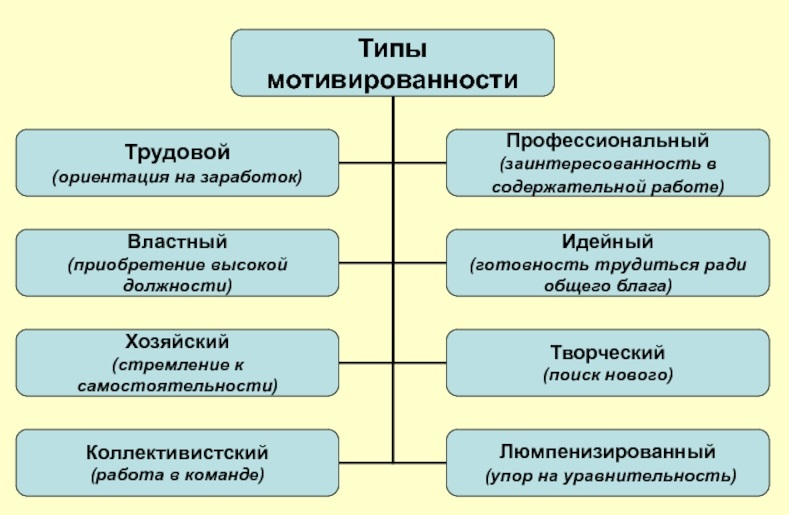 Типы
мотивированности
Трудовой
(ориентация на заработок)
Профессиональный
(заинтересованность в
содержательной работе)
Властный
(приобретение высокой
должности)
Идейный
(готовность трудиться ради
общего блага)
Хозяйский
(стремление к
самостоятельности)
Творческий
(поиск нового)
Коллективистский
(работа в команде)
Люмпенизированный
(упор на уравнительность)